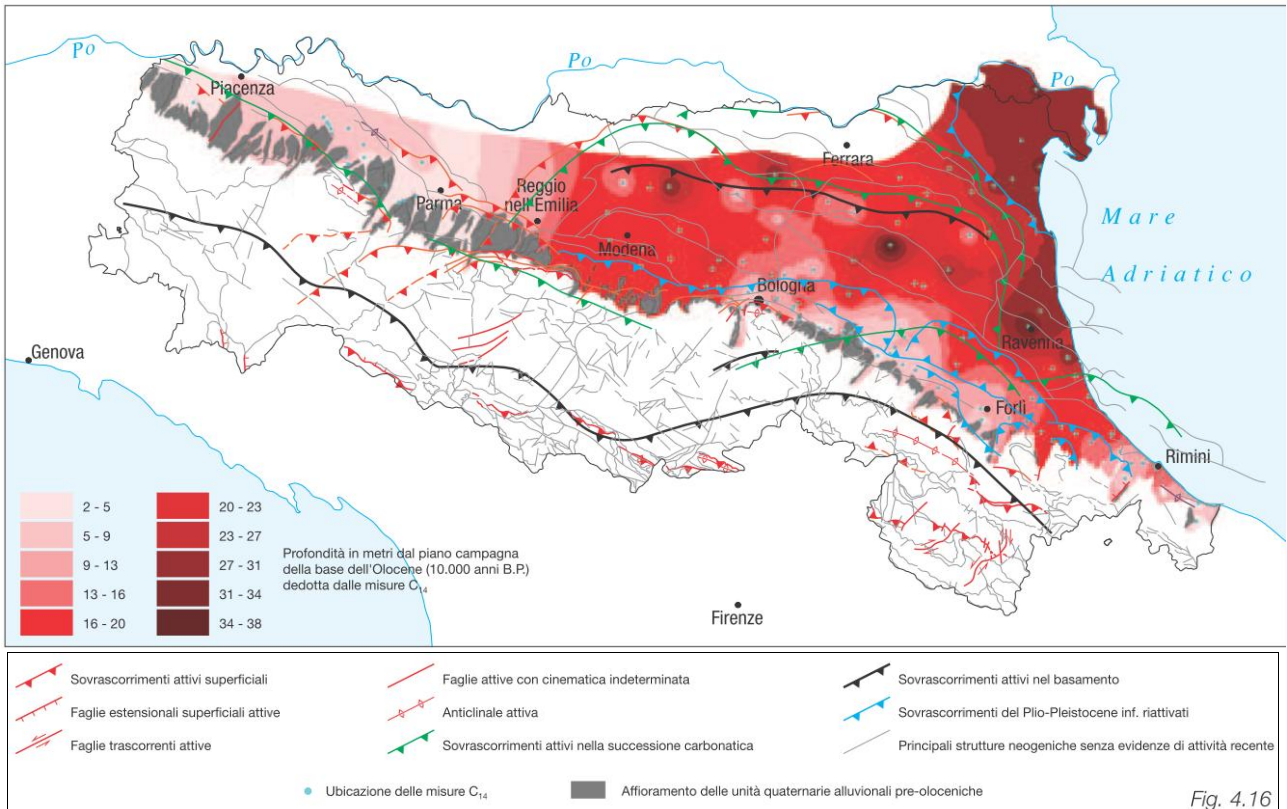 Po
Po
Po
Piacenza
Parma
Reggio
nell'Emilia
Modena
Ferrara
Bologna
Ravenna
Forlì
Rimini
Genova
Firenze
Mare
Adriatico
2 - 5
5 - 9
9 - 13
13 - 16
16 - 20
20 - 23
23 - 27
27 - 31
31 - 34
34 - 38
Profondità in metri dal piano campagna
della base dell'Olocene (10.000 anni B.P.)
dedotta dalle misure C14
Sovrascorrimenti attivi superficiali
Faglie estensionali superficiali attive
Faglie trascorrenti attive
Faglie attive con cinematica indeterminata
Anticlinale attiva
Sovrascorrimenti attivi nella successione carbonatica
Sovrascorrimenti attivi nel basamento
Sovrascorrimenti del Plio-Pleistocene inf. riattivati
Principali strutture neogeniche senza evidenze di attività recente
Ubicazione delle misure C14
Affioramento delle unità quaternarie alluvionali pre-oloceniche
Fig. 4.16